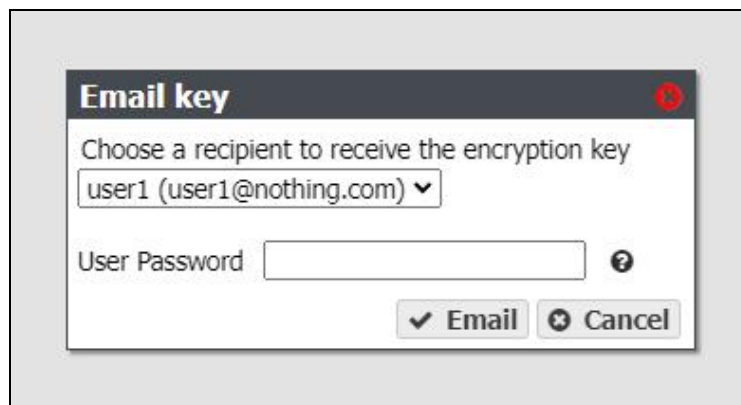 Email key
Choose a recipient to receive the encryption key
user1 (user1@nothing.com)
User Password
Email Cancel